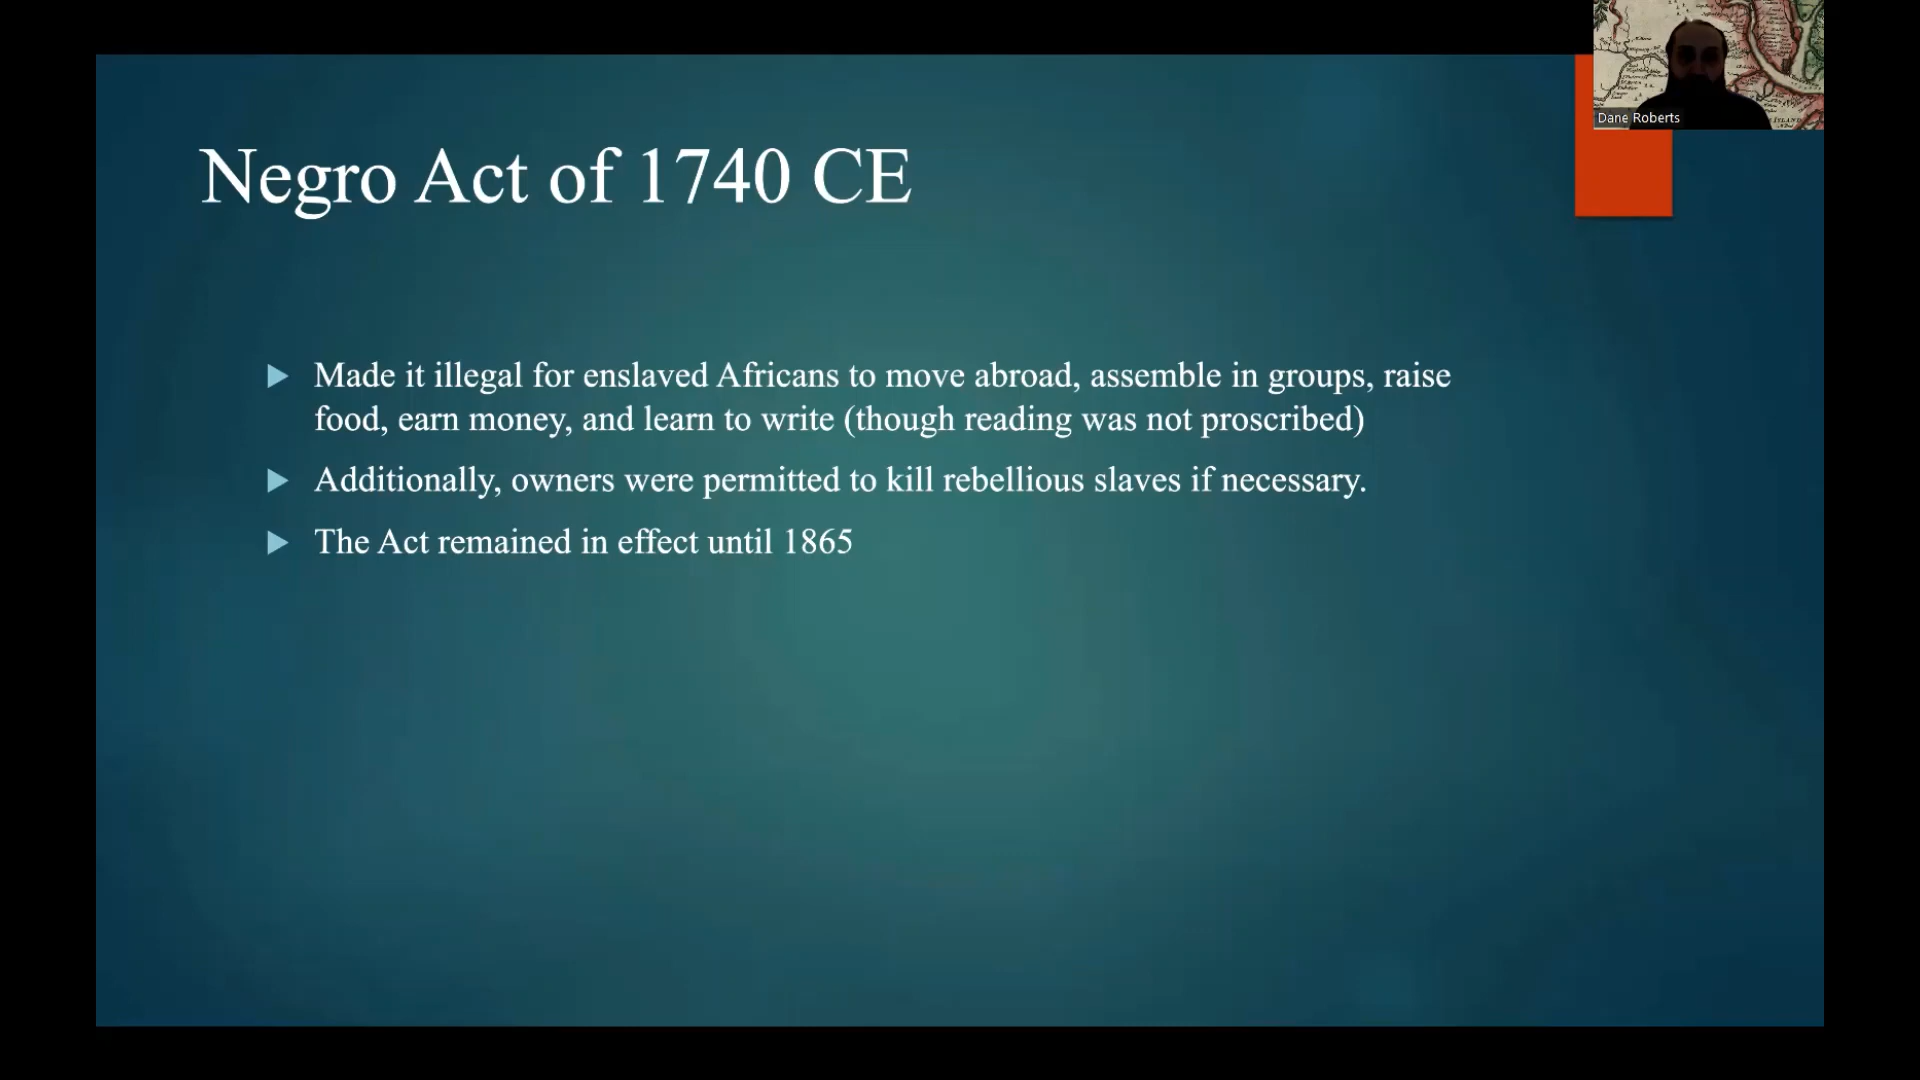 Negro Act of 1740 CE
Made it illegal for enslaved Africans to move abroad, assemble in groups, raise
food, earn money, and learn to write (though reading was not proscribed)
Additionally, owners were permitted to kill rebellious slaves if necessary.
The Act remained in effect until 1865
Dane Roberts